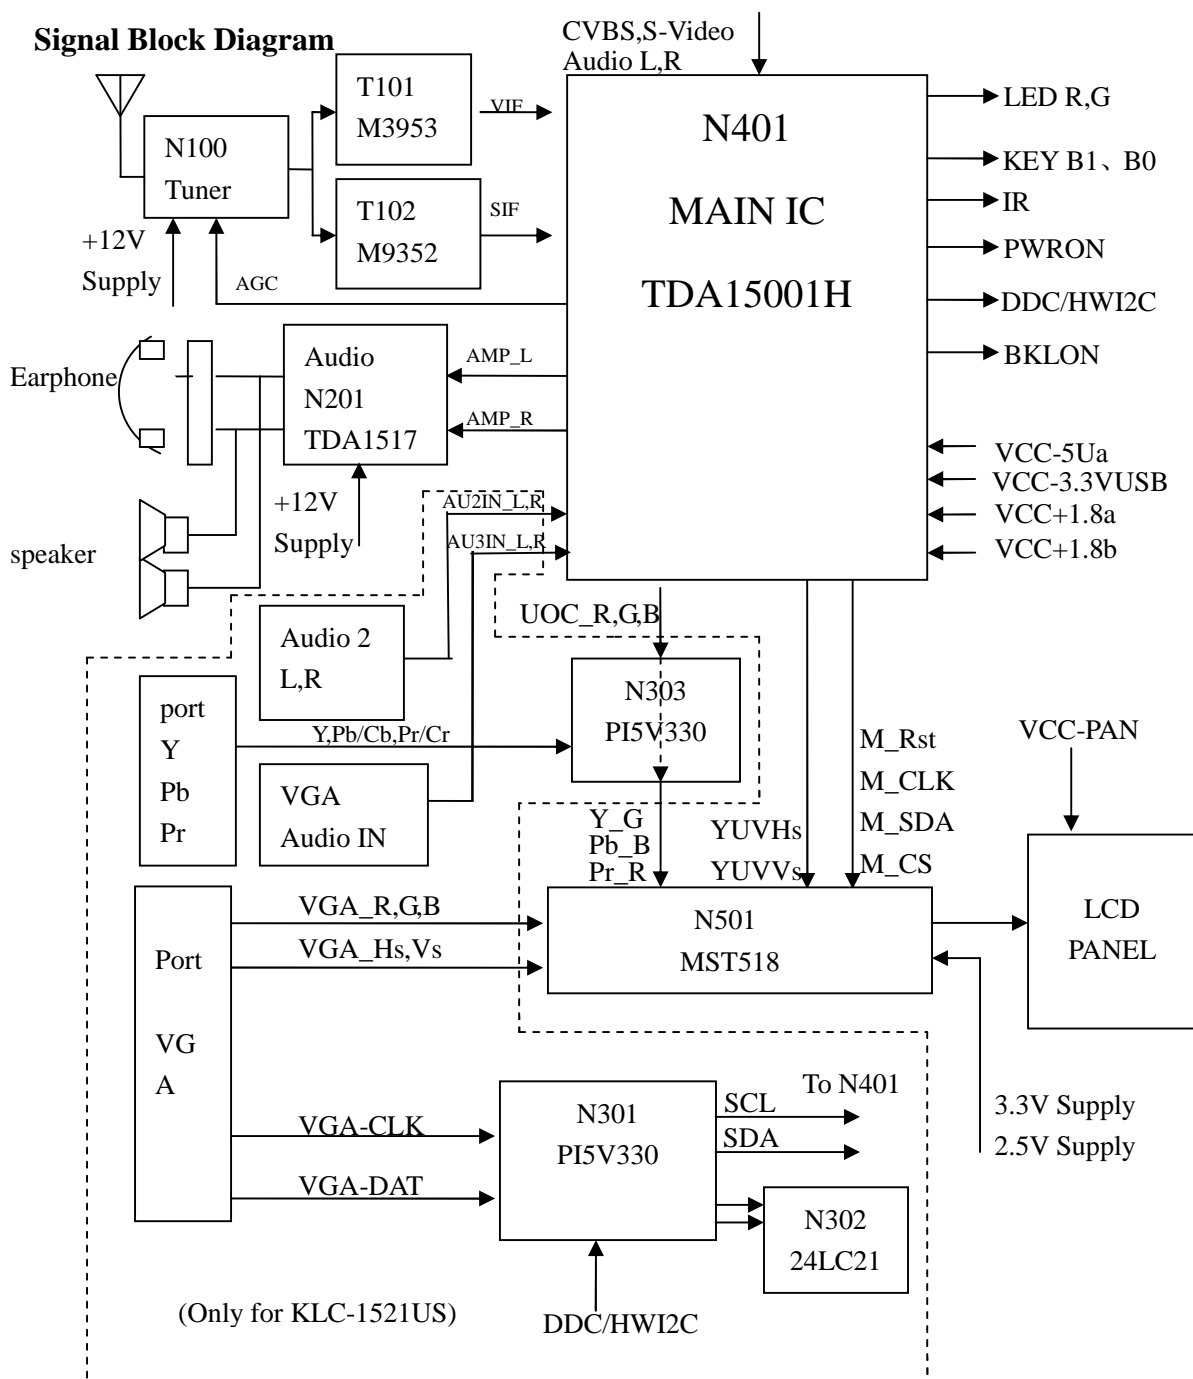 Signal Block Diagram
CVBS,S-Video
Audio L,R
T101
M3953
VIF
N100
Tuner
T102
M9352
SIF
+12V
Supply
AGC
N401
MAIN IC
TDA15001H
LED R,G
KEY B1、B0
IR
PWRON
DDC/HWI2C
BKLON
Earphone
Audio
N201
TDA1517
AMP_L
AMP_R
VCC-5Ua
VCC-3.3VUSB
VCC+1.8a
VCC+1.8b
+12V
Supply
AU2IN_L,R
AU3IN_L,R
speaker
Audio 2
L,R
UOC_R,G,B
N303
PI5V330
port
Y
Pb
Pr
Y,Pb/Cb,Pr/Cr
VGA
Audio IN
Y_G
Pb_B
Pr_R
YUVHs
YUVVs
M_Rst
M_CLK
M_SDA
M_CS
VCC-PAN
LCD
PANEL
Port
VG
A
VGA_R,G,B
VGA_Hs,Vs
N501
MST518
VGA-CLK
VGA-DAT
N301
PI5V330
SCL
SDA
To N401
3.3V Supply
2.5V Supply
N302
24LC21
(Only for KLC-1521US)
DDC/HWI2C